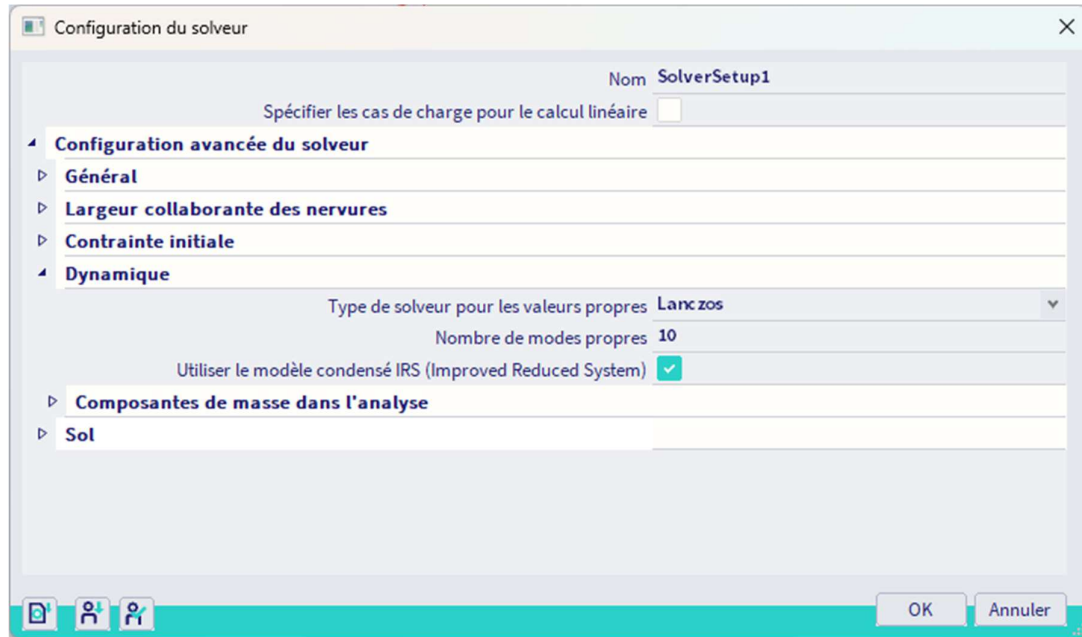 Configuration du solveur
Nom SolverSetup1
Spécifier les cas de charge pour le calcul linéaire
Configuration avancée du solveur
Général
Largeur collaborante des nervures
Contrainte initiale
Dynamique
Type de solveur pour les valeurs propres Lanczos
Nombre de modes propres 10
Utiliser le modèle condensé IRS (Improved Reduced System)
Composantes de masse dans l'analyse
Sol
OK Annuler